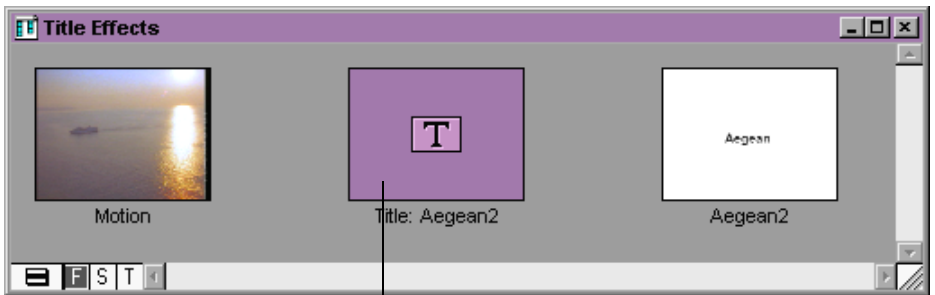 Title Effects
T
Aegean
Motion
Title: Aegean2
Aegean2
F S T